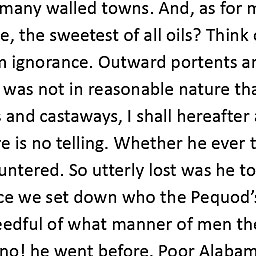 many walled towns. And, as for m
e, the sweetest of all oils? Think
n ignorance. Outward portents a
was not in reasonable nature tha
and castaways, I shall hereafter
e is no telling. Whether he ever t
untered. So utterly lost was he to
ce we set down who the Pequod's
eedful of what manner of men the
no! he went before. Poor Alabam